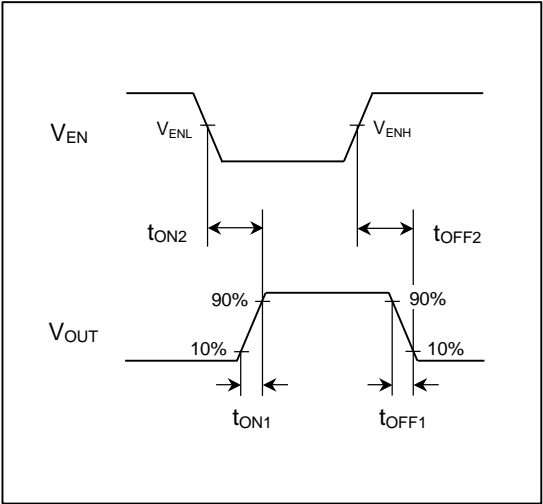 VEN
VENL
VENH
tON2
tOFF2
VOUT
90%
90%
10%
10%
tON1
tOFF1